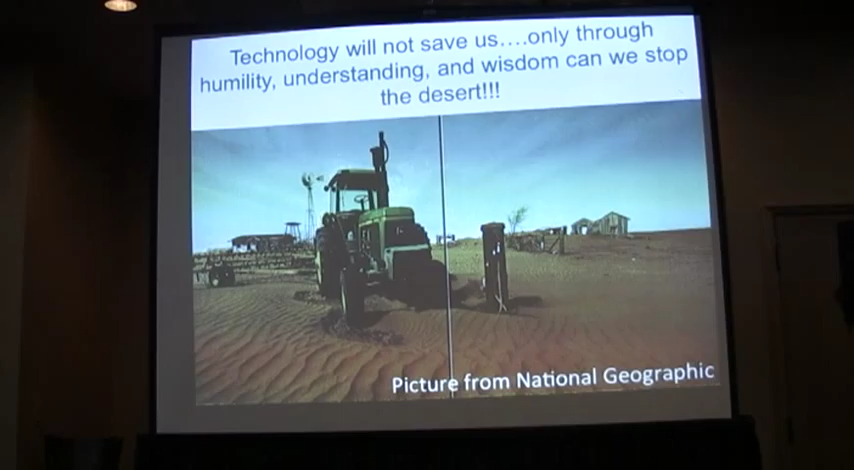 Technology will not save us....only through
humility, understanding, and wisdom can we stop
the desert!!!
Picture from National Geographic